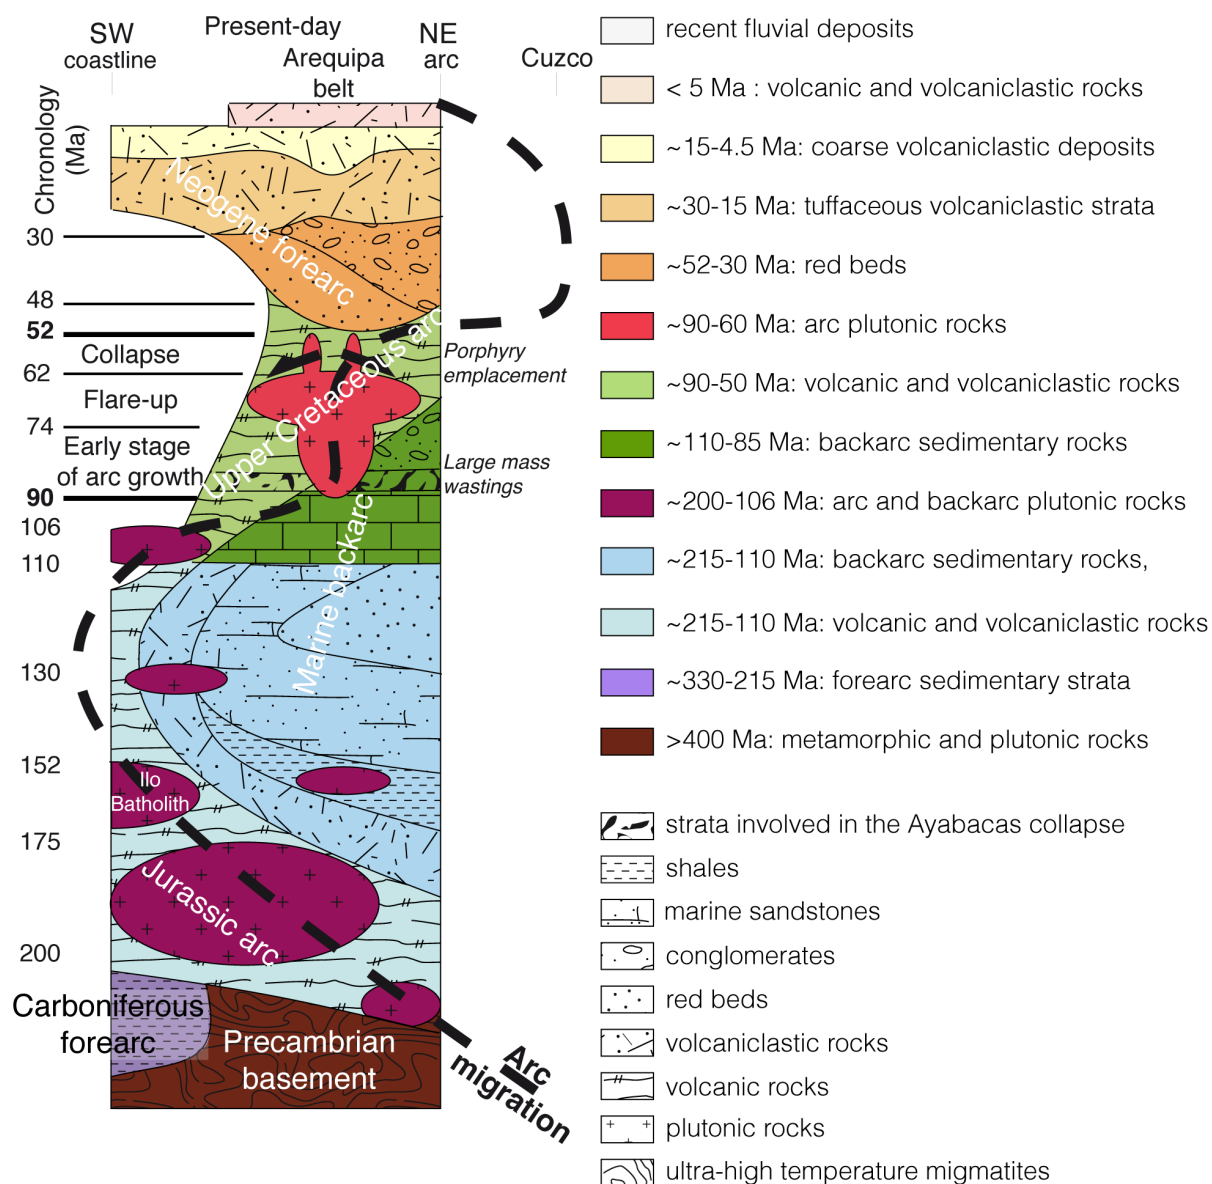 SW
coastline
Present-day
Arequipa
belt
NE
arc
Cuzco
Chronology
(Ma)
30
48
52
Collapse
62
Flare-up
74
Early stage
of arc growth
90
106
110
130
152
175
200
Neogene forearc
Upper Cretaceous arc
Porphyry
emplacement
Large mass
wastings
Marine backarc
Ilo
Batholith
Jurassic arc
Carboniferous
forearc
Precambrian
basement
Arc
migration
recent fluvial deposits
< 5 Ma : volcanic and volcaniclastic rocks
~15-4.5 Ma: coarse volcaniclastic deposits
~30-15 Ma: tuffaceous volcaniclastic strata
~52-30 Ma: red beds
~90-60 Ma: arc plutonic rocks
~90-50 Ma: volcanic and volcaniclastic rocks
~110-85 Ma: backarc sedimentary rocks
~200-106 Ma: arc and backarc plutonic rocks
~215-110 Ma: backarc sedimentary rocks,
~215-110 Ma: volcanic and volcaniclastic rocks
~330-215 Ma: forearc sedimentary strata
>400 Ma: metamorphic and plutonic rocks
strata involved in the Ayabacas collapse
shales
marine sandstones
conglomerates
red beds
volcaniclastic rocks
volcanic rocks
plutonic rocks
ultra-high temperature migmatites